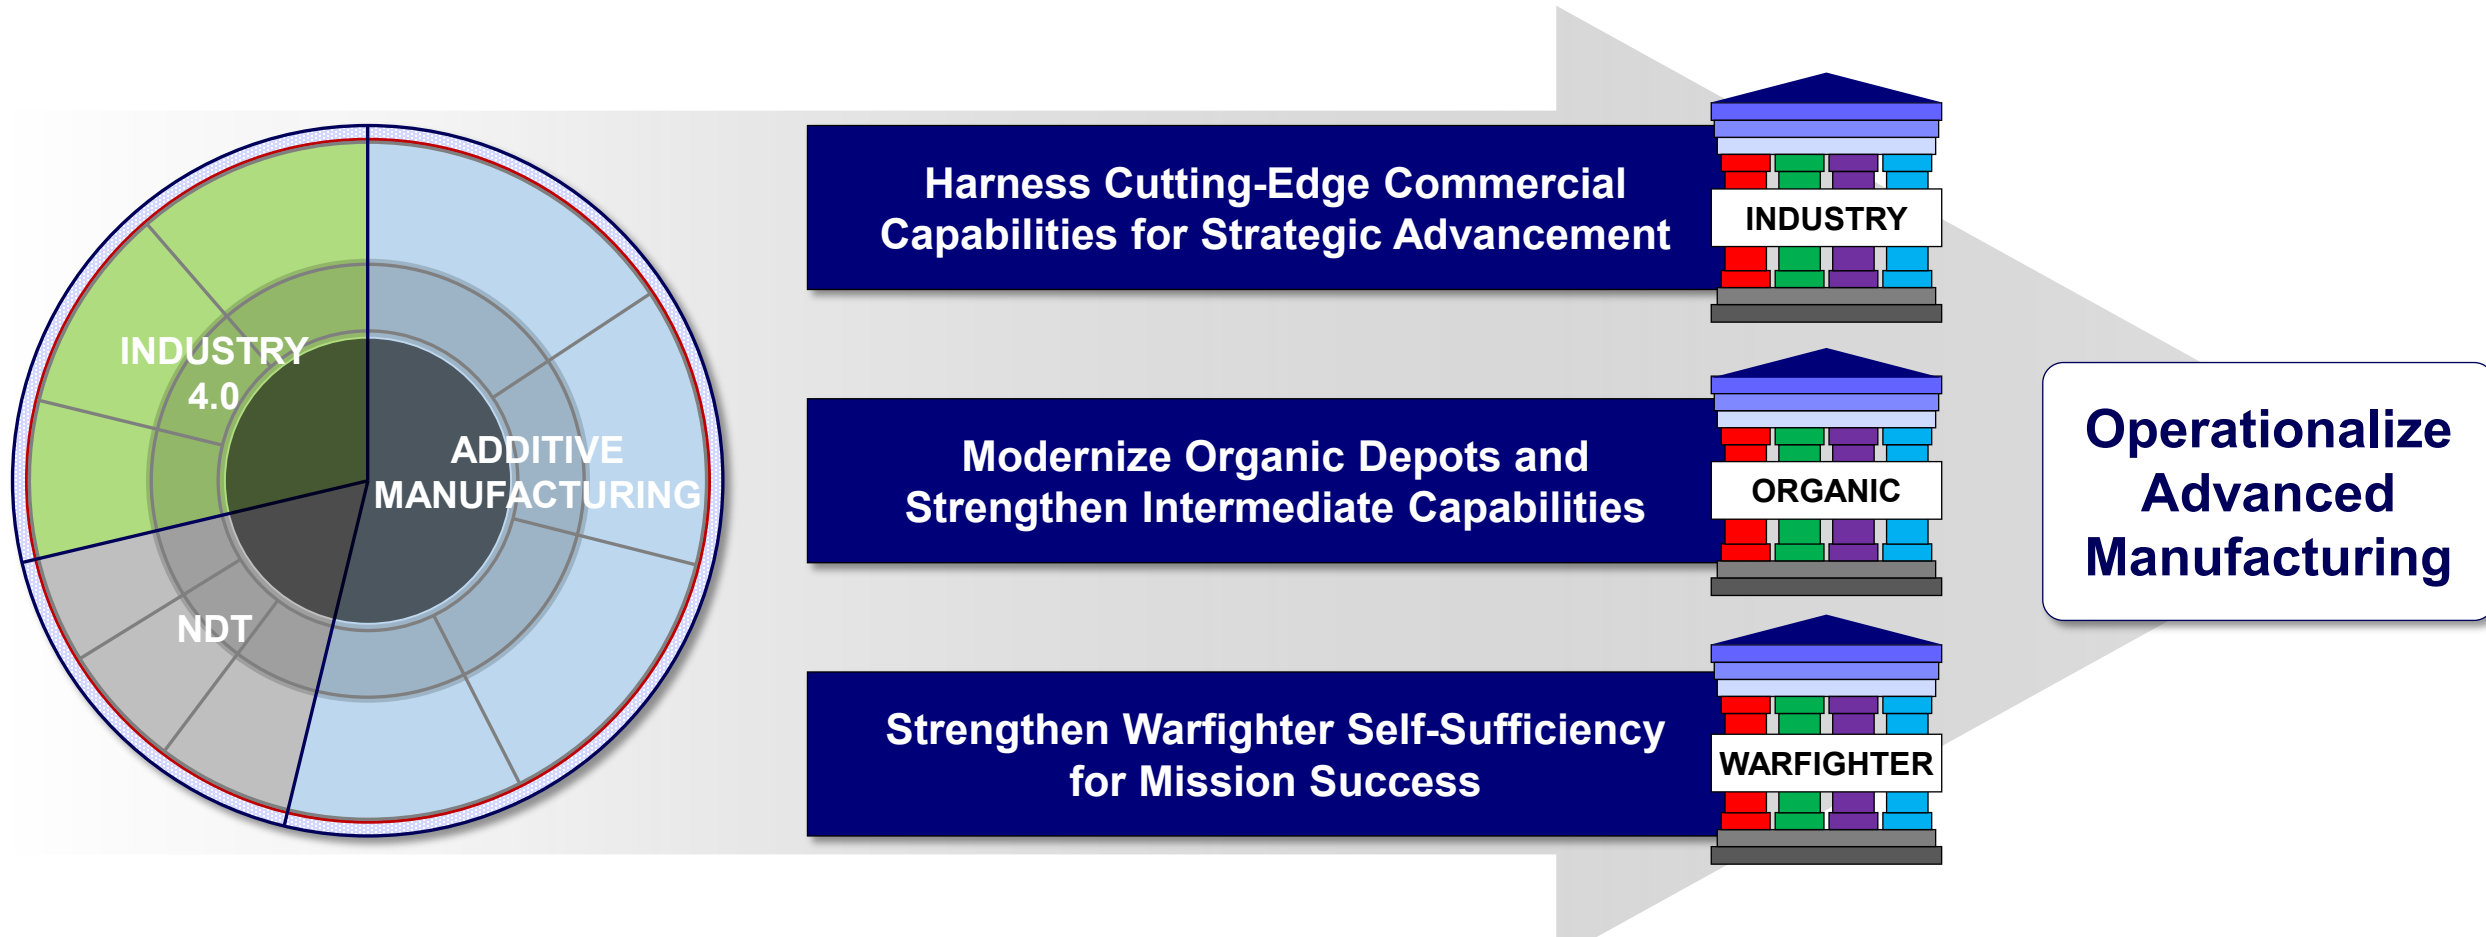 INDUSTRY
4.0
ADDITIVE
MANUFACTURING
NDT
Harness Cutting-Edge Commercial
Capabilities for Strategic Advancement
INDUSTRY
Modernize Organic Depots and
Strengthen Intermediate Capabilities
ORGANIC
Strengthen Warfighter Self-Sufficiency
for Mission Success
WARFIGHTER
Operationalize
Advanced
Manufacturing